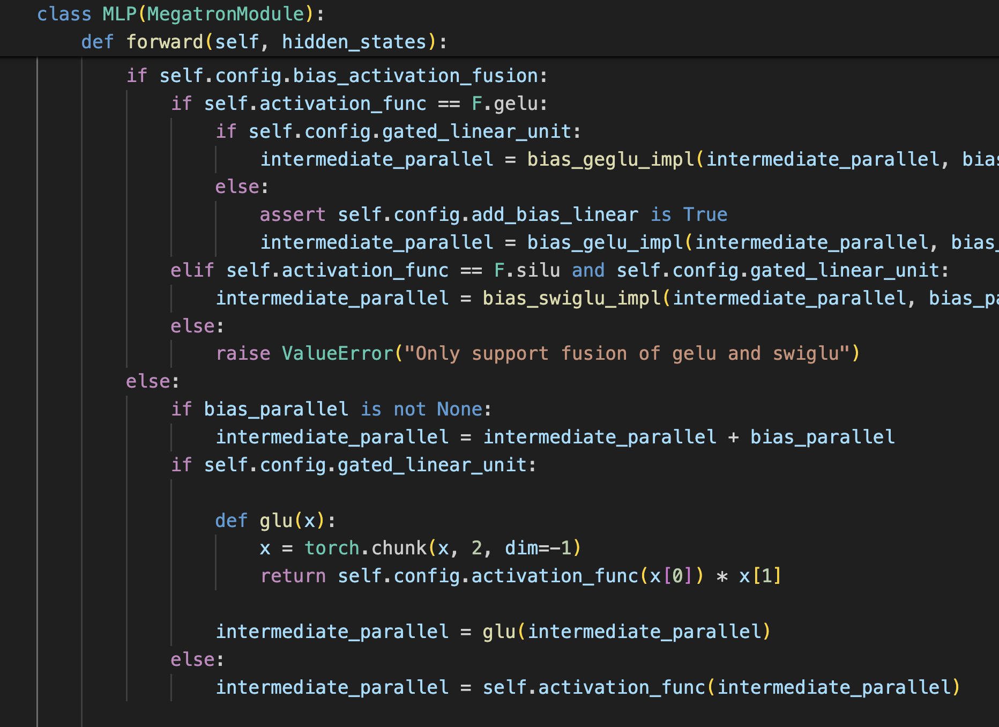 class MLP(MegatronModule):
def forward(self, hidden_states):
if self.config.bias_activation_fusion:
if self.activation_func == F.gelu:
if self.config.gated_linear_unit:
intermediate_parallel = bias_geglu_impl(intermediate_parallel, bias
else:
assert self.config.add_bias_linear is True
intermediate_parallel = bias_gelu_impl(intermediate_parallel, bias_
elif self.activation_func == F.silu and self.config.gated_linear_unit:
intermediate_parallel = bias_swiglu_impl(intermediate_parallel, bias_pa
else:
raise ValueError("Only support fusion of gelu and swiglu")
else:
if bias_parallel is not None:
intermediate_parallel = intermediate_parallel + bias_parallel
if self.config.gated_linear_unit:
def glu(x):
x = torch.chunk(x, 2, dim=-1)
return self.config.activation_func(x[0]) * x[1]
intermediate_parallel = glu(intermediate_parallel)
else:
intermediate_parallel = self.activation_func(intermediate_parallel)